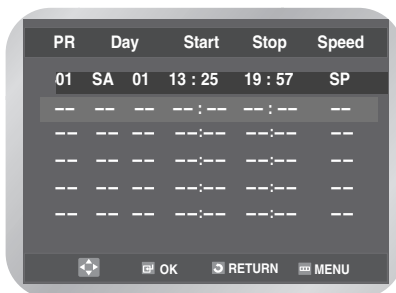 PR Day Start Stop Speed
01 SA 01 13 : 25 19 : 57 SP
-- -- -- --:-- -- : -- --
-- -- -- --:-- --:-- --
-- -- -- --:-- --:-- --
-- -- -- --:-- --:-- --
-- -- -- --:-- --:-- --
OK RETURN MENU